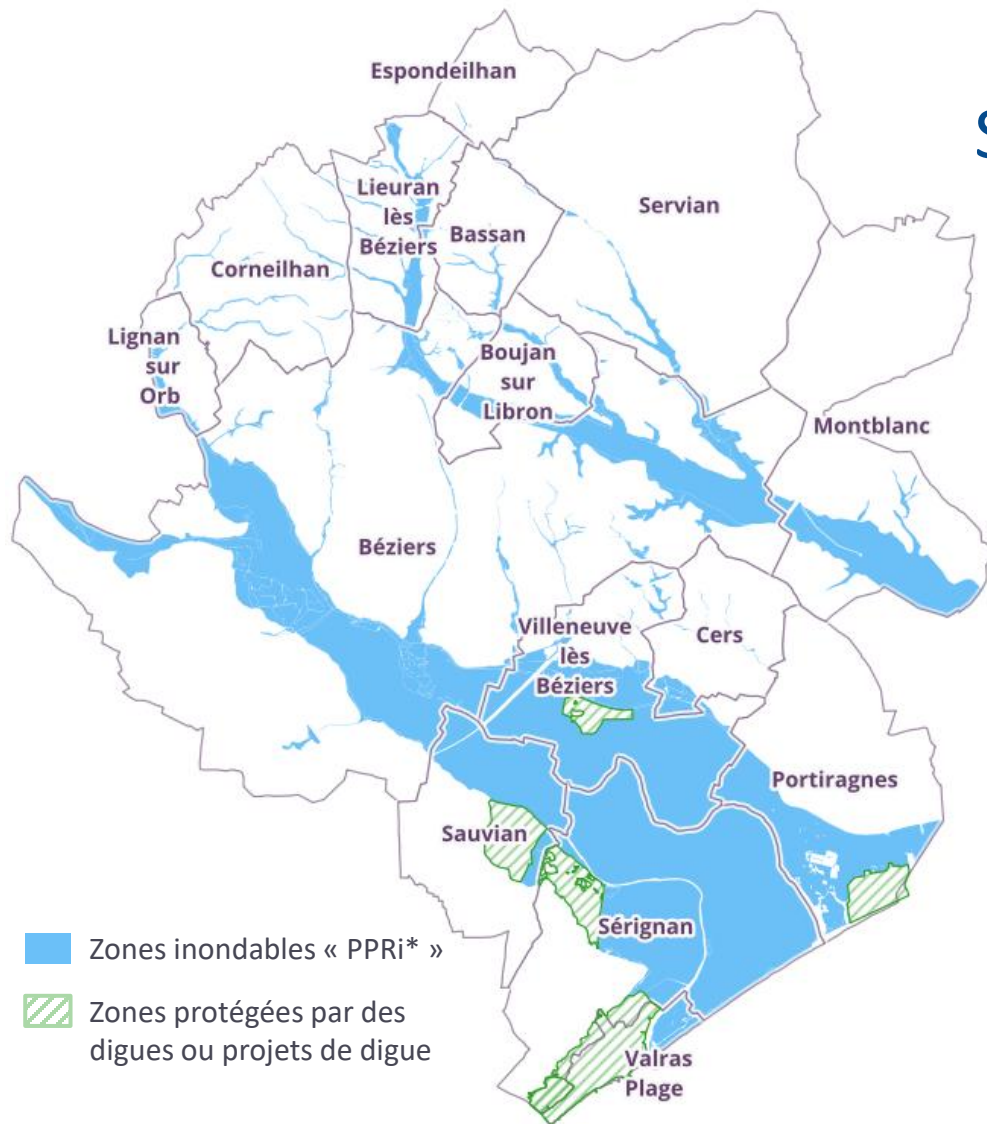 Espondeilhan
S
Servian
Lieuran
lès
Béziers
Bassan
Corneilhan
Lignan
sur
Orb
Boujan
sur
Libron
Montblanc
Béziers
Villeneuve
lès
Béziers
Cers
Portiragnes
Sauvian
Sérignan
Zones inondables « PPRi* »
Zones protégées par des
digues ou projets de digue
Valras
Plage